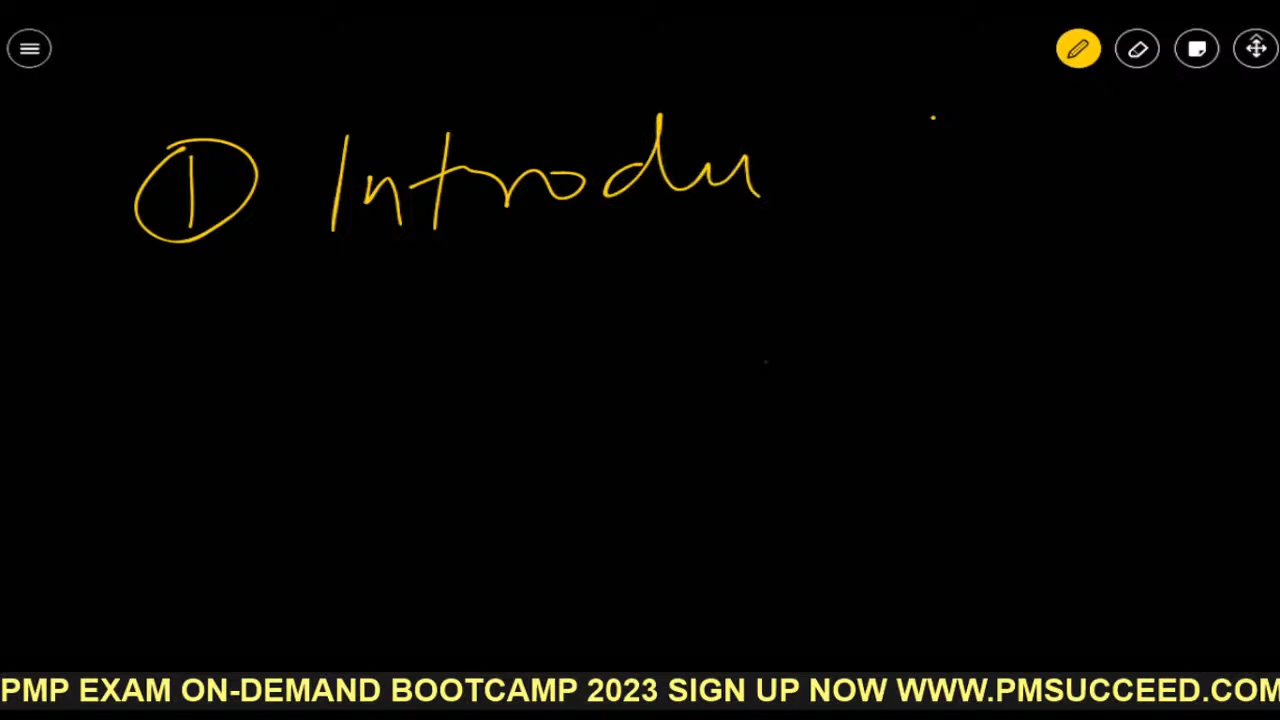 ① Introdu
PMP EXAM ON-DEMAND BOOTCAMP 2023 SIGN UP NOW WWW.PMSUCCEED.COM